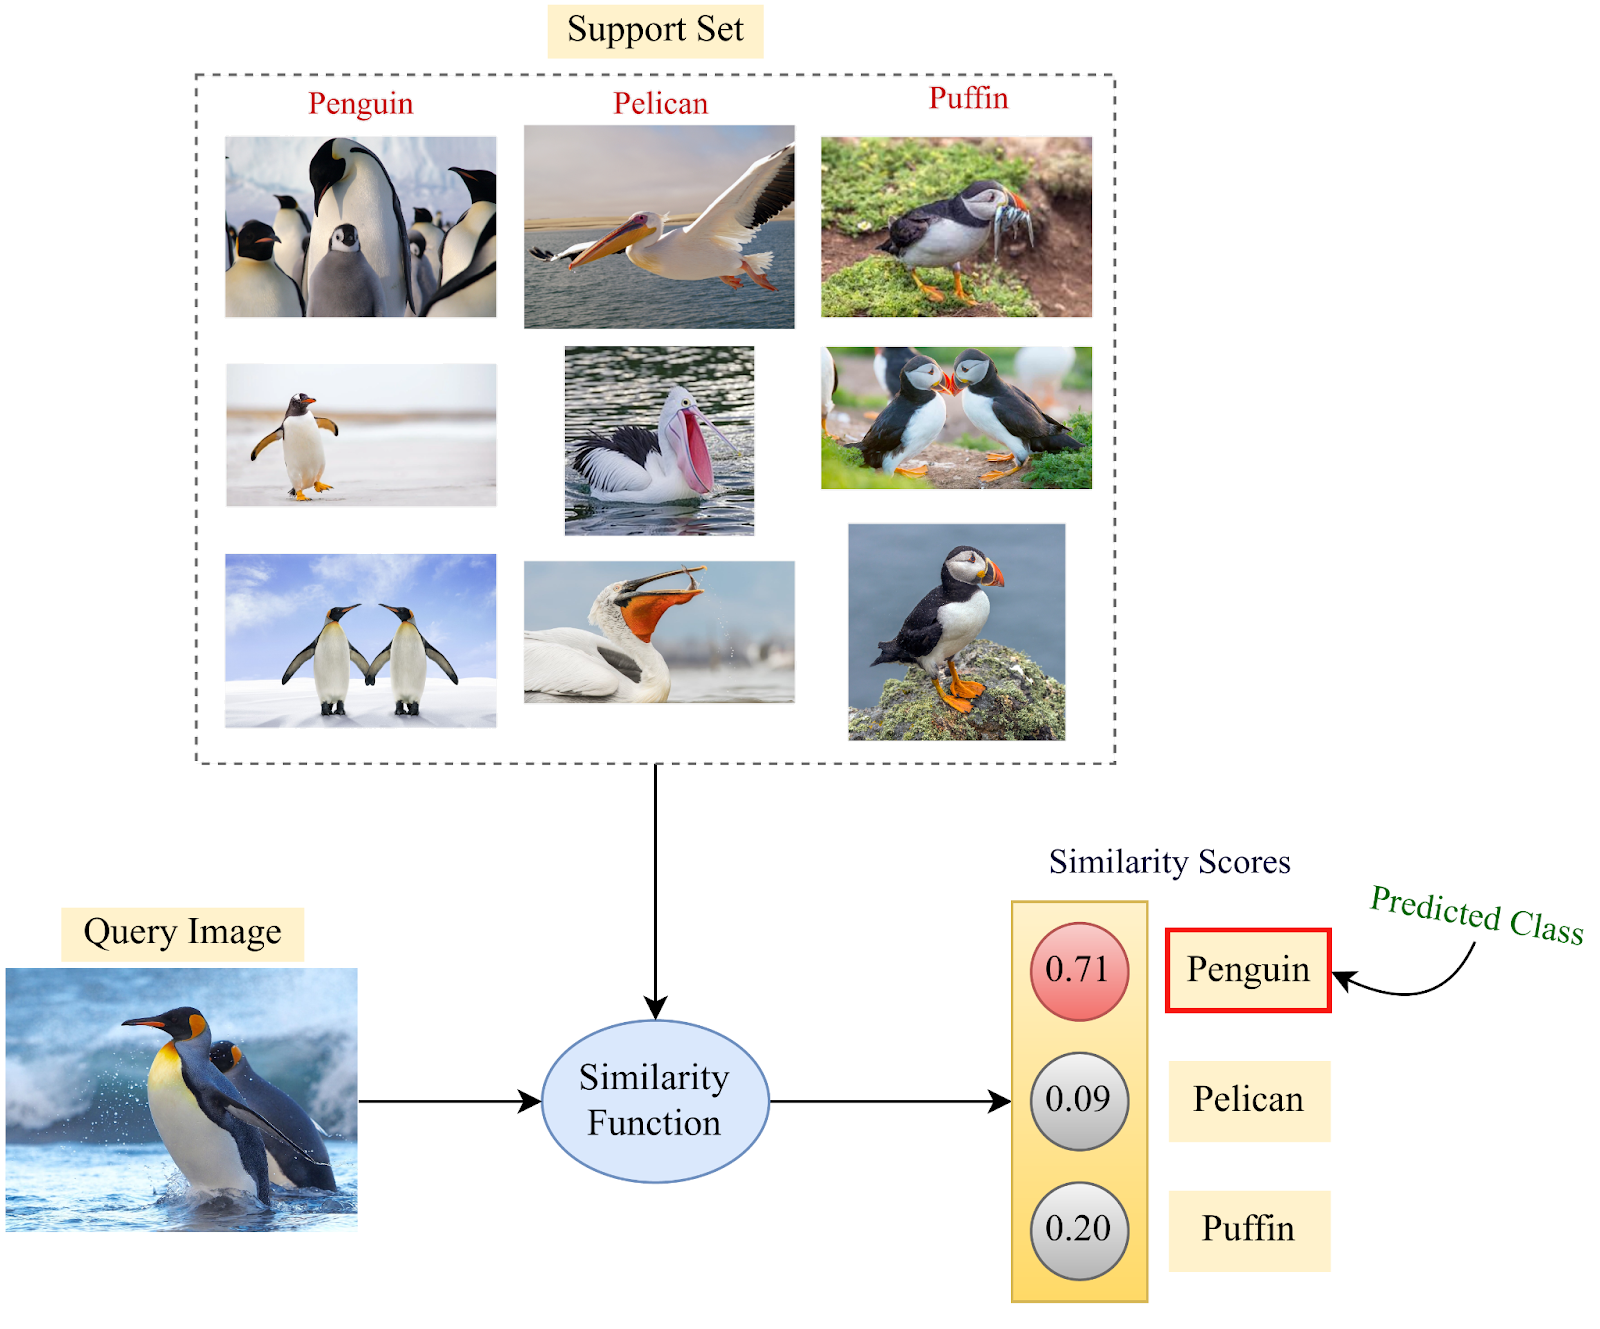 Support Set
Penguin
Pelican
Puffin
Similarity Scores
Predicted Class
Query Image
0.71
Penguin
Similarity
Function
0.09
Pelican
0.20
Puffin